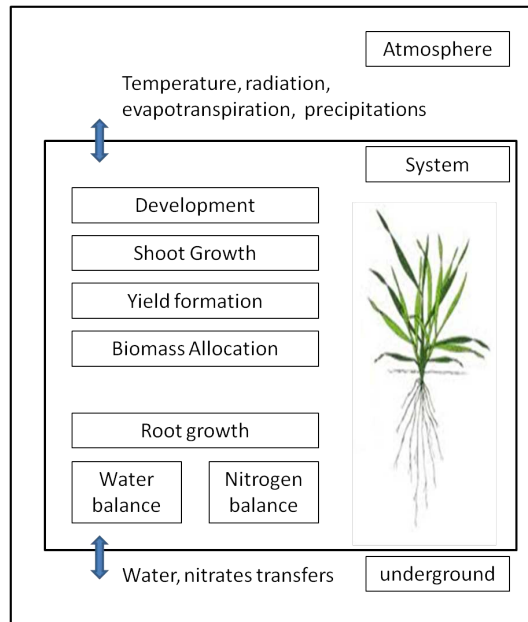 Atmosphere
Temperature, radiation,
evapotranspiration, precipitations
System
Development
Shoot Growth
Yield formation
Biomass Allocation
Root growth
Water
balance
Nitrogen
balance
Water, nitrates transfers
underground